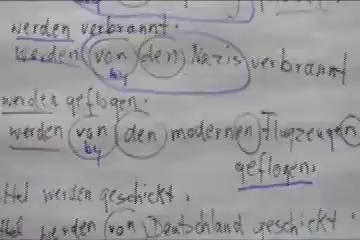 werden verbrannt.
werden von den Nazis verbrannt
by
werden geflogen.
werden von den modernen Flugzeugen
by
geflogen.
werden geschickt.
werden von Deutschland geschickt.